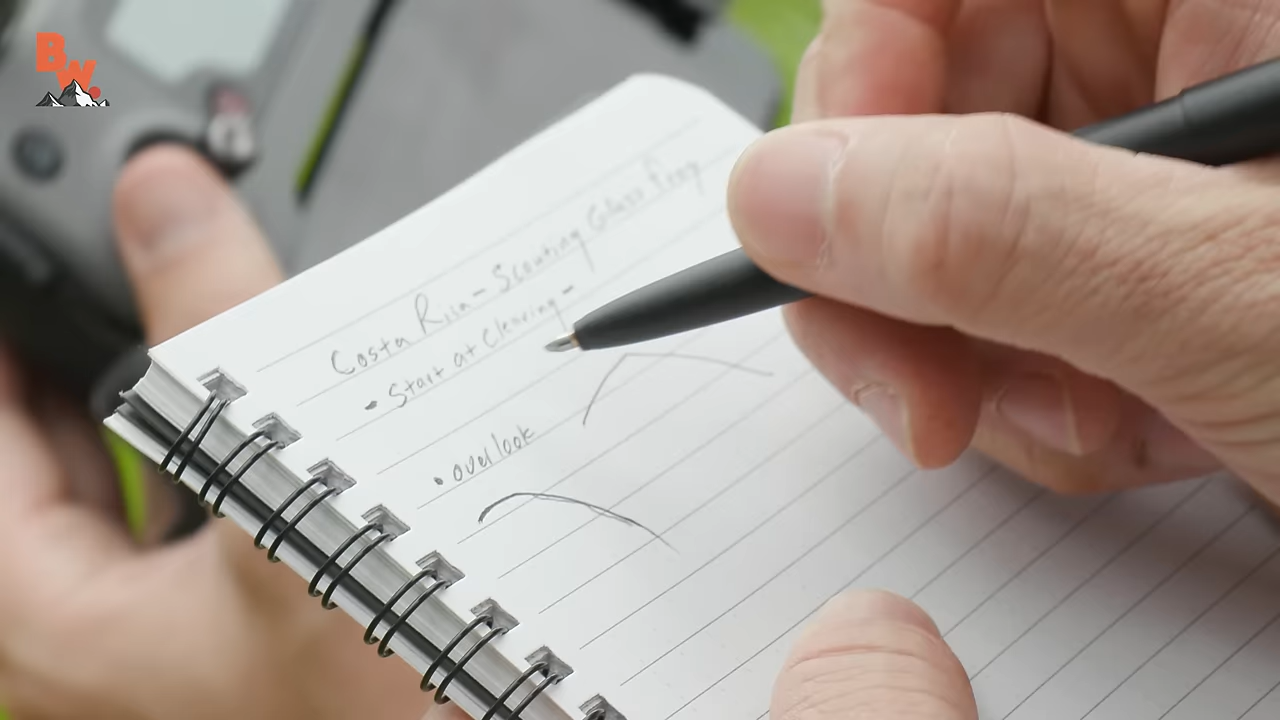 B.W.
Costa Rica - Scouting Glass Frog
• Start at Clearing -
• overlook